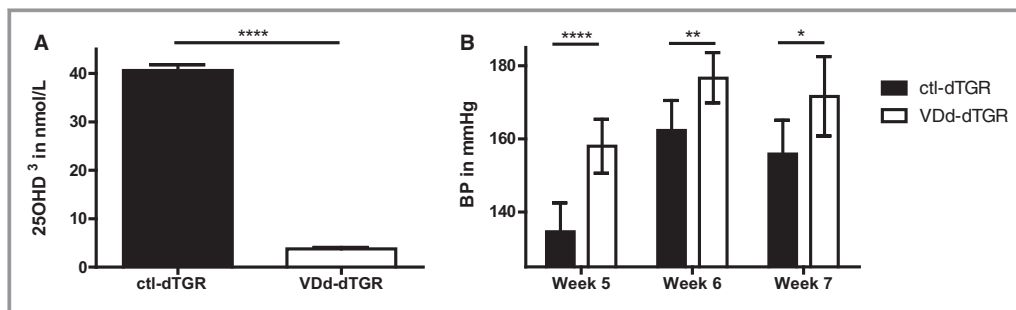 A
****
25OHD 3 in nmol/L
40
30
20
10
0
ctl-dTGR
VDd-dTGR
B
****
**
*
BP in mmHg
180
160
140
Week 5
Week 6
Week 7
ctl-dTGR
VDd-dTGR